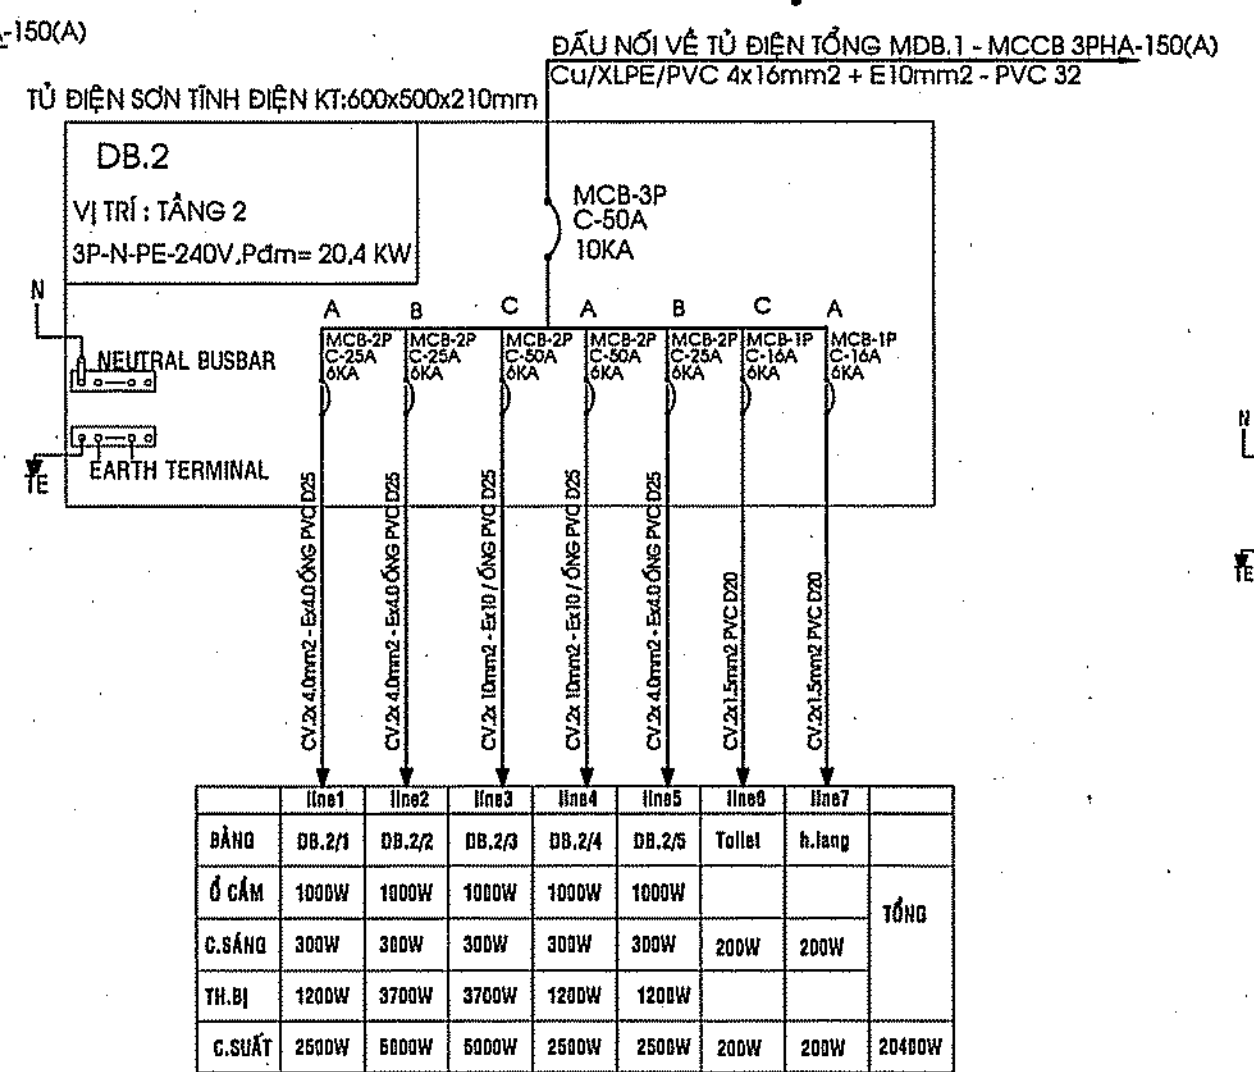 A-150(A)
ĐẤU NỐI VỀ TỦ ĐIỆN TỔNG MDB.1 - MCCB 3PHA-150(A)
Cu/XLPE/PVC 4x16mm2 + E10mm2 - PVC 32
TỦ ĐIỆN SƠN TĨNH ĐIỆN KT:600x500x210mm
DB.2
VỊ TRÍ : TẦNG 2
3P-N-PE-240V,Pđm= 20,4 KW
MCB-3P
C-50A
10KA
N
NEUTRAL BUSBAR
EARTH TERMINAL
TE
A B C A B C A
MCB-2P MCB-2P MCB-2P MCB-2P MCB-2P MCB-1P MCB-1P
C-25A C-25A C-50A C-50A C-25A C-16A C-16A
6KA 6KA 6KA 6KA 6KA 6KA 6KA
CV.2x 4.0mm2 - Ex4.0 ỐNG PVC D25
CV.2x 4.0mm2 - Ex4.0 ỐNG PVC D25
CV.2x 10mm2 - Ex10 / ỐNG PVC D25
CV.2x 10mm2 - Ex10 / ỐNG PVC D25
CV.2x 4.0mm2 - Ex4.0 ỐNG PVC D25
CV.2x1.5mm2 PVC D20
CV.2x1.5mm2 PVC D20
N
TE
line1 line2 line3 line4 line5 line6 line7
BẢNG DB.2/1 DB.2/2 DB.2/3 DB.2/4 DB.2/5 Toilet h.lang
Ổ CẮM 1000W 1000W 1000W 1000W 1000W
TỔNG
C.SÁNG 300W 300W 300W 300W 300W 200W 200W
TH.BỊ 1200W 3700W 3700W 1200W 1200W
C.SUẤT 2500W 5000W 5000W 2500W 2500W 200W 200W 20400W